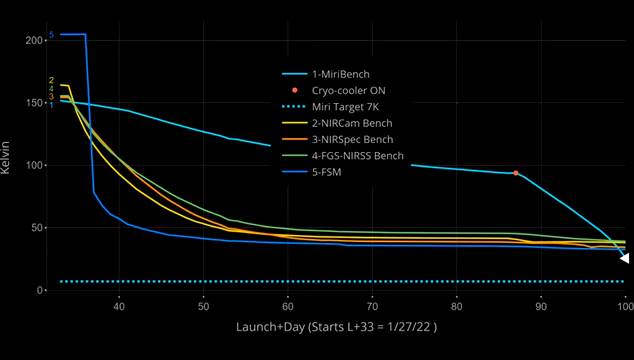 200
150
100
50
0
Kelvin
5
2
4
3
1
1-MiriBench
Cryo-cooler ON
Miri Target 7K
2-NIRCam Bench
3-NIRSpec Bench
4-FGS-NIRSS Bench
5-FSM
40 50 60 70 80 90 100
Launch+Day (Starts L+33 = 1/27/22 )